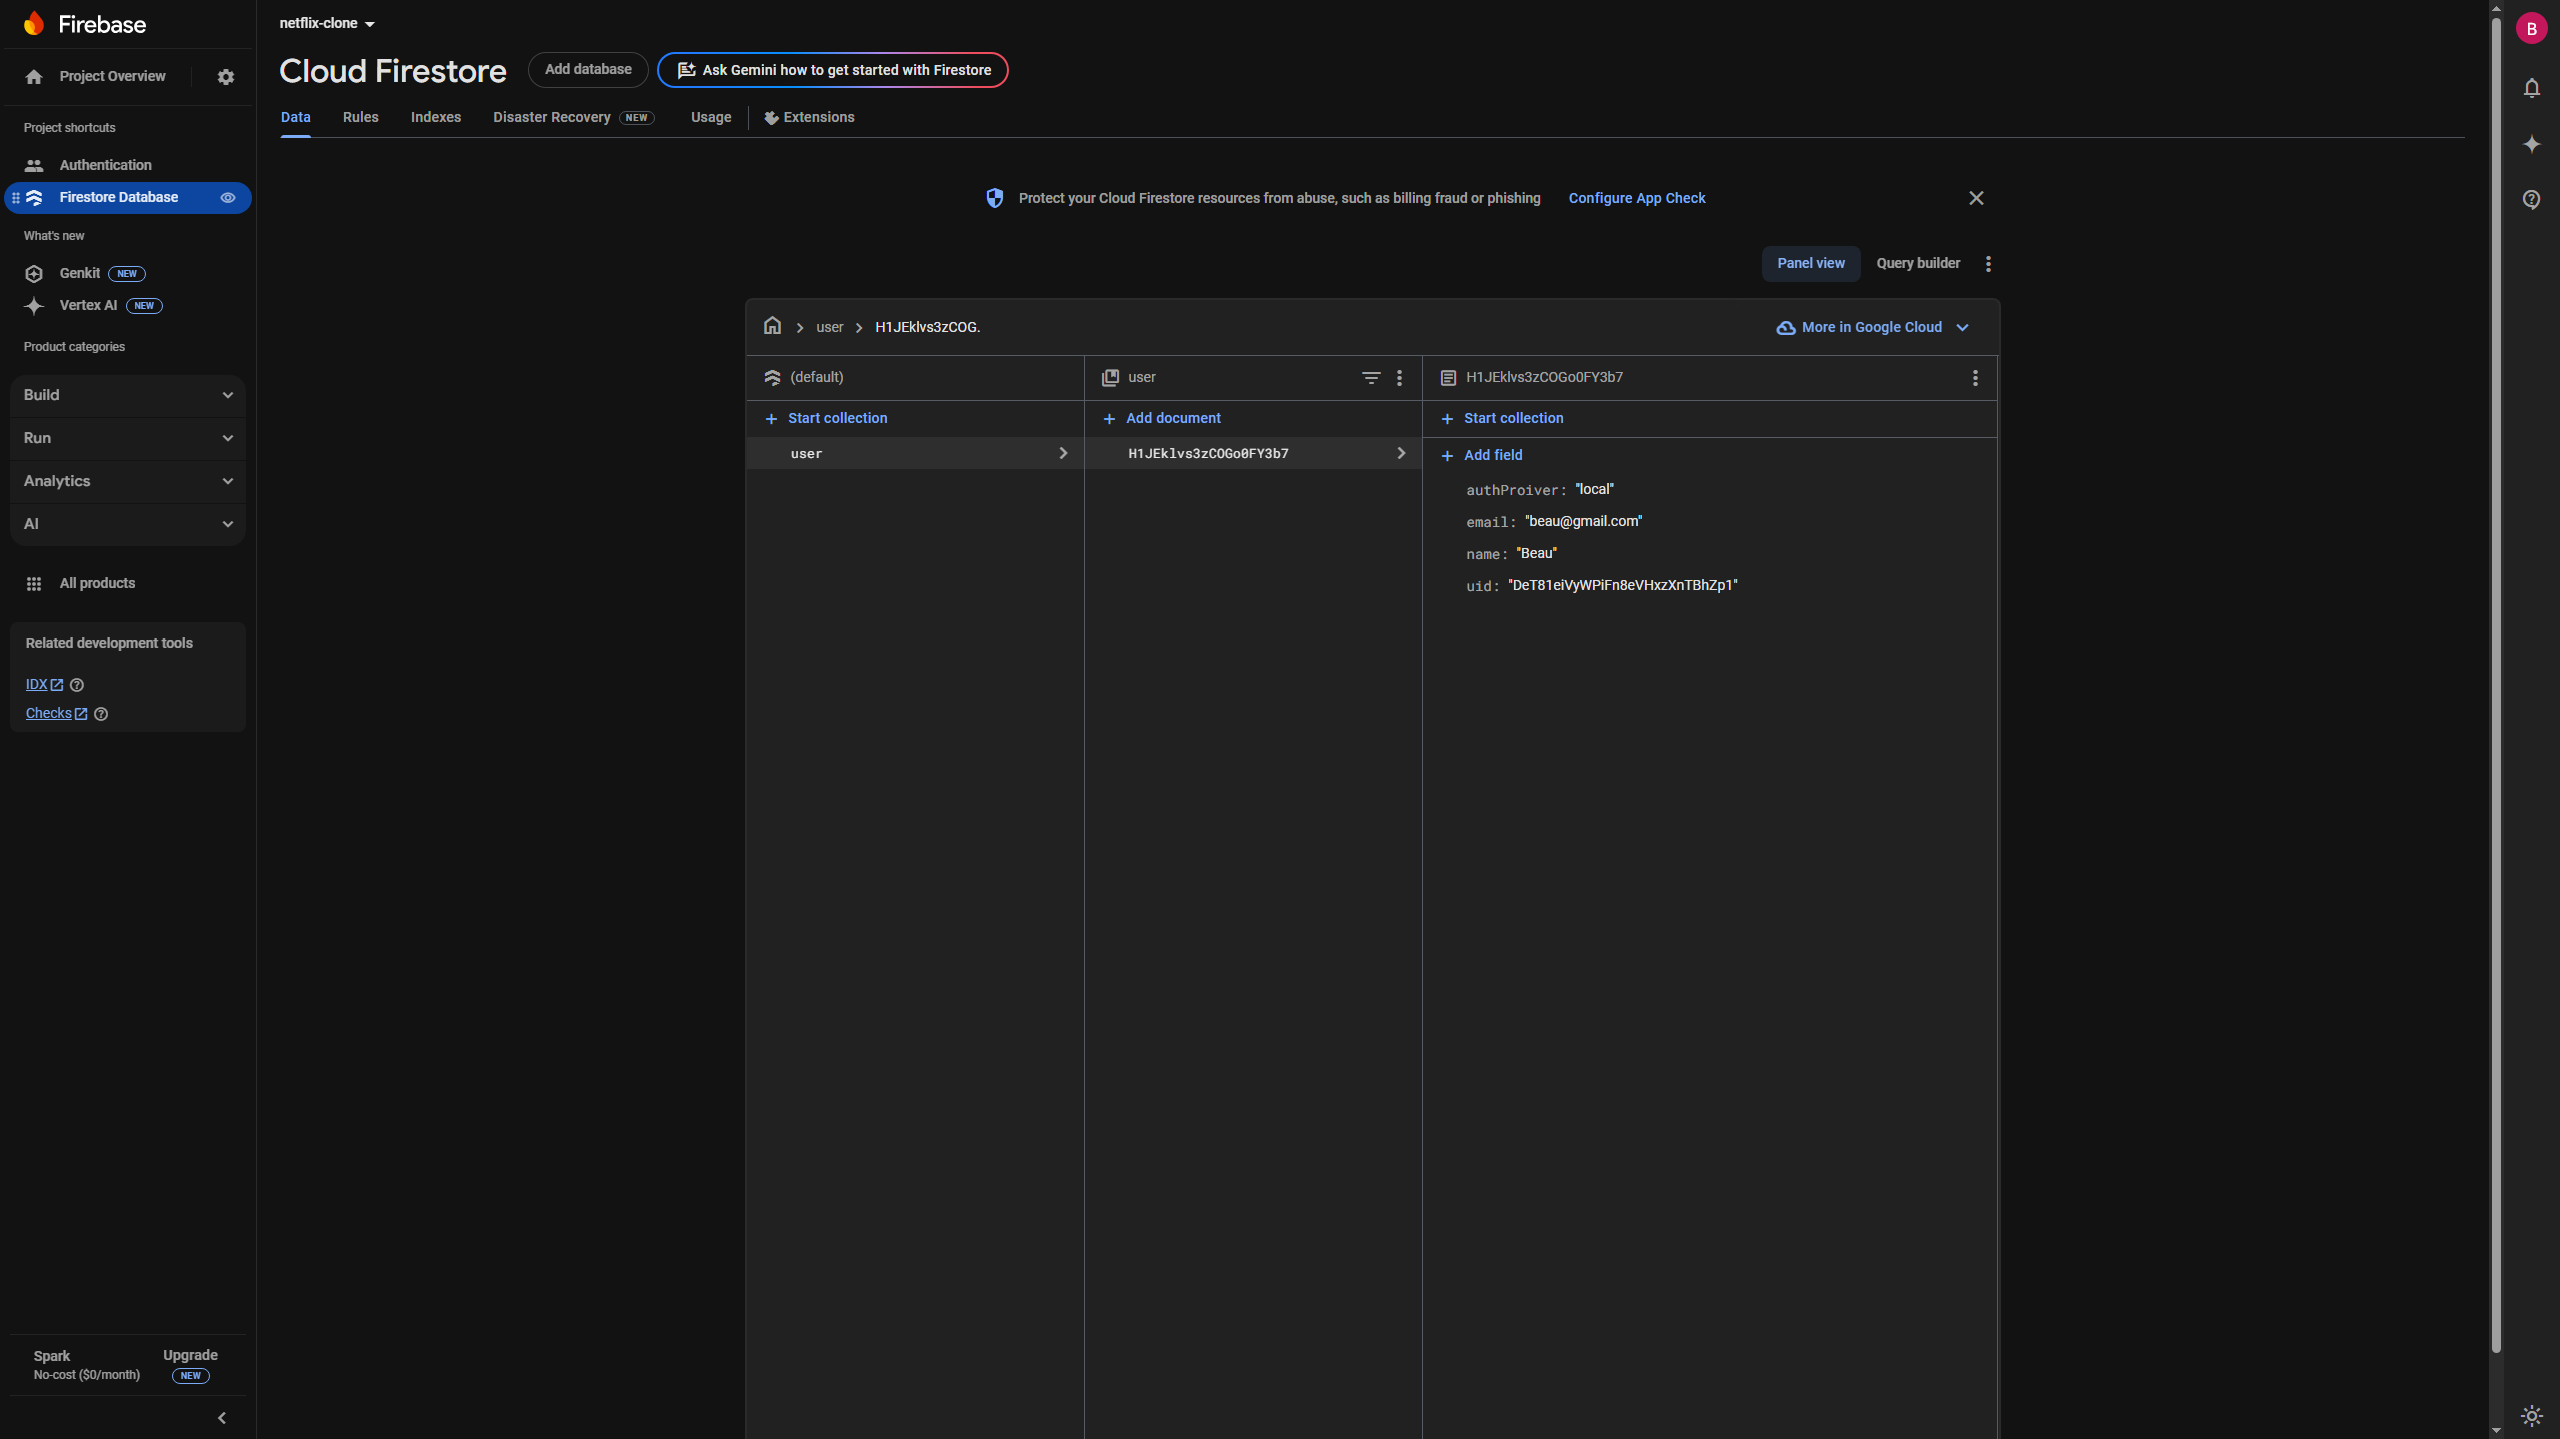 Firebase
Project Overview
Project shortcuts
Authentication
Firestore Database
What's new
Genkit NEW
Vertex AI NEW
Product categories
Build
Run
Analytics
AI
All products
Related development tools
IDX
Checks
Spark
No-cost ($0/month)
Upgrade
NEW
netflix-clone
Cloud Firestore
Add database
Ask Gemini how to get started with Firestore
Data Rules Indexes Disaster Recovery NEW Usage Extensions
Protect your Cloud Firestore resources from abuse, such as billing fraud or phishing Configure App Check
Panel view Query builder
user H1JEklvs3zCOG.
More in Google Cloud
(default)
Start collection
user
user
Add document
H1JEklvs3zCOGo0FY3b7
H1JEklvs3zCOGo0FY3b7
Start collection
Add field
authProiver: "local"
email: "beau@gmail.com"
name: "Beau"
uid: "DeT81eiVyWPiFn8eVHxzXnTBhZp1"
B